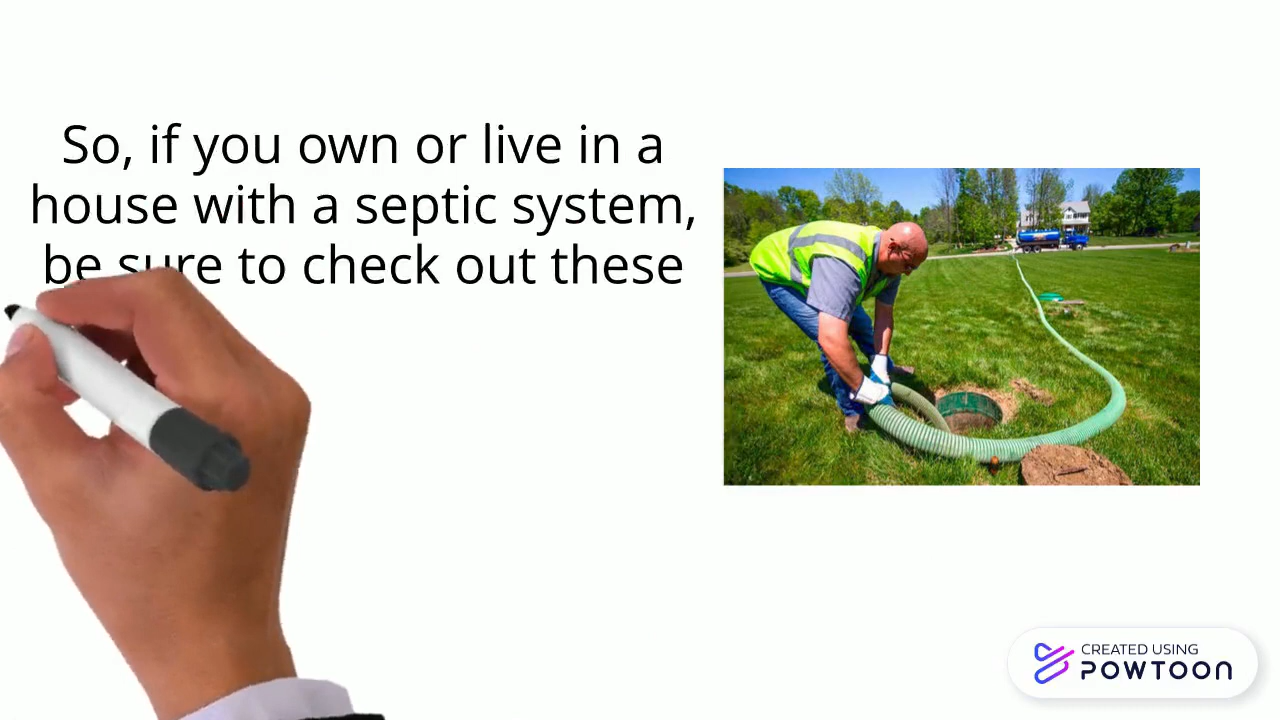 So, if you own or live in a
house with a septic system,
be sure to check out these
CREATED USING
POWTOON